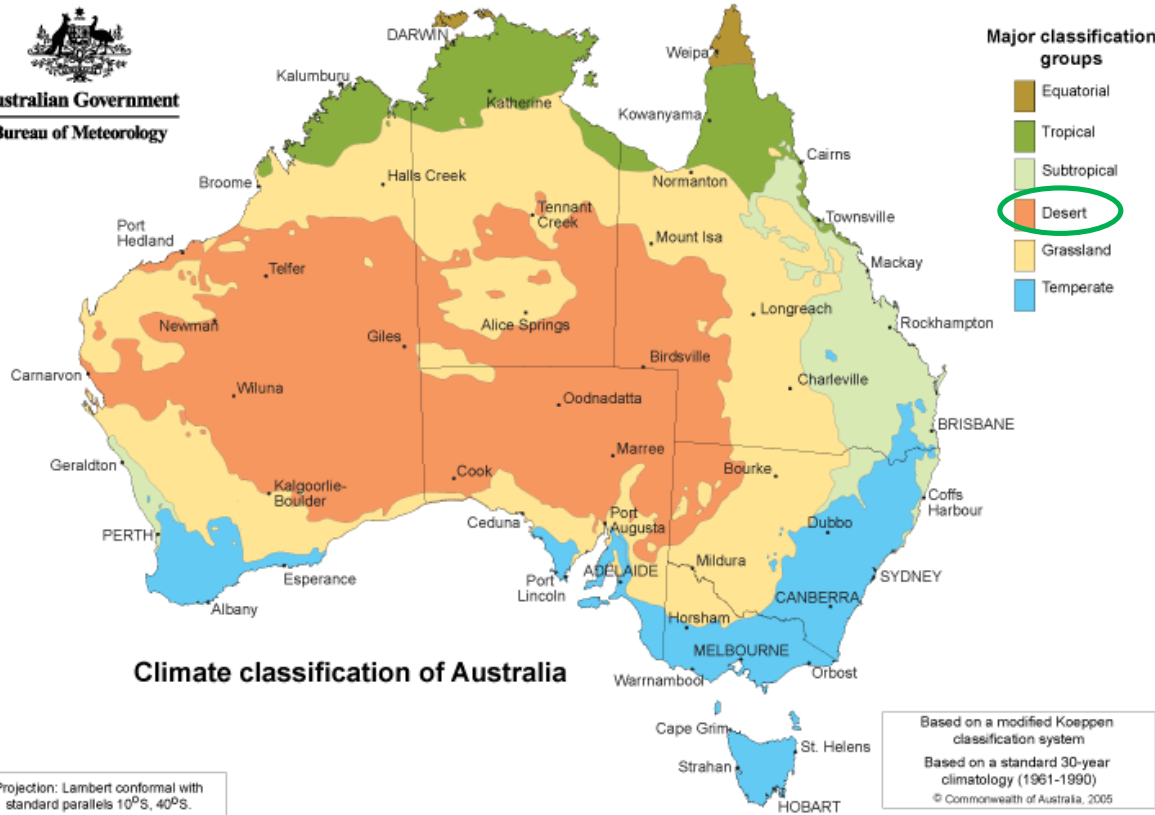 ustralian Government
Bureau of Meteorology
DARWIN
Kalumburu
Katherine
Weipa
Kowanyama
Cairns
Broome
Halls Creek
Normanton
Townsville
Port
Hedland
Tennant
Creek
Mount Isa
Mackay
Telfer
Newman
Giles
Alice Springs
Longreach
Rockhampton
Carnarvon
Wiluna
Birdsville
Oodnadatta
Charleville
BRISBANE
Geraldton
Kalgoorlie-
Boulder
Cook
Marree
Bourke
Coffs
Harbour
PERTH
Esperance
Albany
Ceduna
Port
Augusta
Port
Lincoln
ADELAIDE
Mildura
Dubbo
SYDNEY
CANBERRA
Horsham
MELBOURNE
Warrnambool
Orbost
Cape Grim
St. Helens
Strahan
HOBART
Major classification
groups
Equatorial
Tropical
Subtropical
Desert
Grassland
Temperate
Climate classification of Australia
Projection: Lambert conformal with
standard parallels 10ºS, 40ºS.
Based on a modified Koeppen
classification system
Based on a standard 30-year
climatology (1961-1990)
© Commonwealth of Australia, 2005